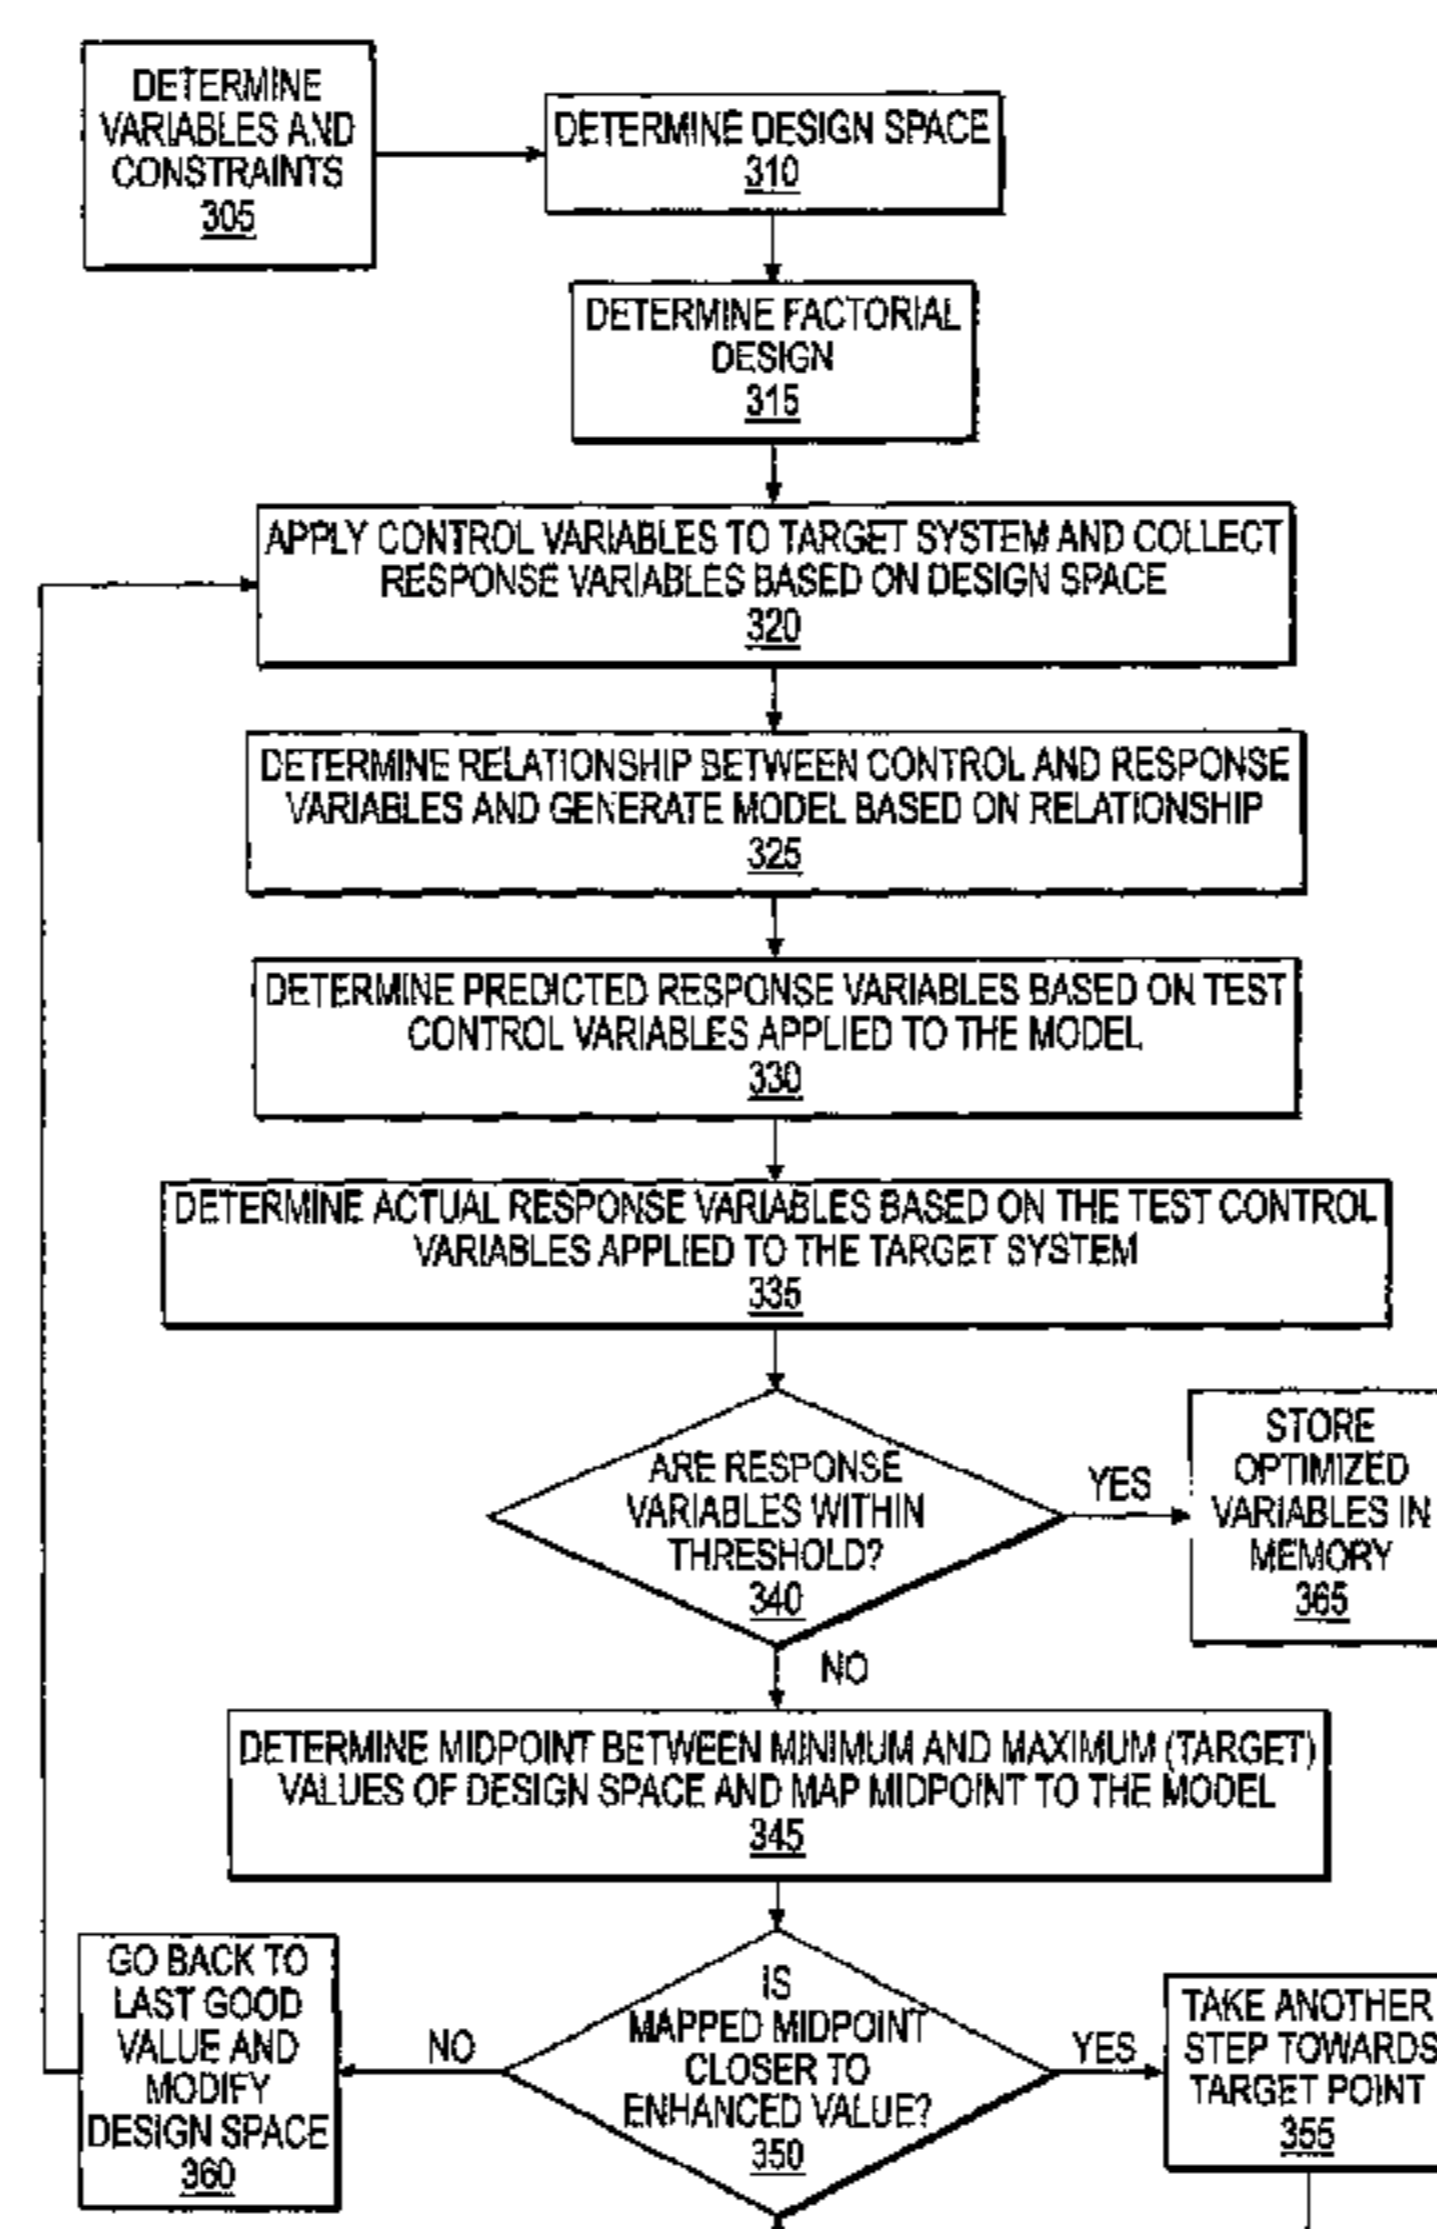 DETERMINE
VARIABLES AND
CONSTRAINTS
305
DETERMINE DESIGN SPACE
310
DETERMINE FACTORIAL
DESIGN
315
APPLY CONTROL VARIABLES TO TARGET SYSTEM AND COLLECT
RESPONSE VARIABLES BASED ON DESIGN SPACE
320
DETERMINE RELATIONSHIP BETWEEN CONTROL AND RESPONSE
VARIABLES AND GENERATE MODEL BASED ON RELATIONSHIP
325
DETERMINE PREDICTED RESPONSE VARIABLES BASED ON TEST
CONTROL VARIABLES APPLIED TO THE MODEL
330
DETERMINE ACTUAL RESPONSE VARIABLES BASED ON THE TEST CONTROL
VARIABLES APPLIED TO THE TARGET SYSTEM
335
ARE RESPONSE
VARIABLES WITHIN
THRESHOLD?
340
YES
STORE
OPTIMIZED
VARIABLES IN
MEMORY
365
NO
DETERMINE MIDPOINT BETWEEN MINIMUM AND MAXIMUM (TARGET)
VALUES OF DESIGN SPACE AND MAP MIDPOINT TO THE MODEL
345
IS
MAPPED MIDPOINT
CLOSER TO
ENHANCED VALUE?
350
NO
GO BACK TO
LAST GOOD
VALUE AND
MODIFY
DESIGN SPACE
360
YES
TAKE ANOTHER
STEP TOWARDS
TARGET POINT
355